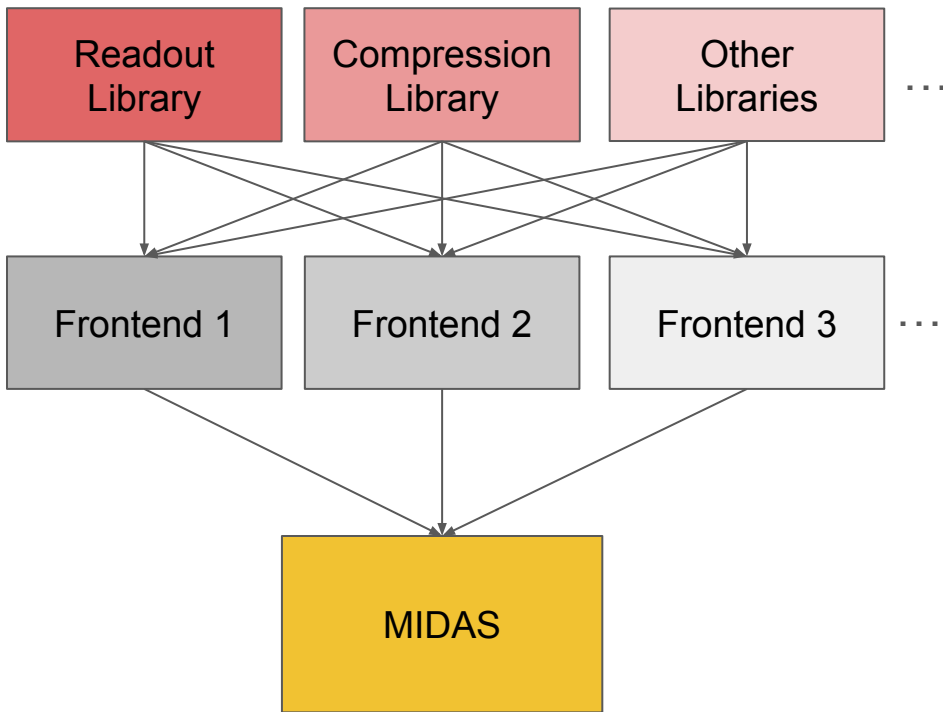 Readout
Library
Compression
Library
Other
Libraries
...
Frontend 1
Frontend 2
Frontend 3
...
MIDAS